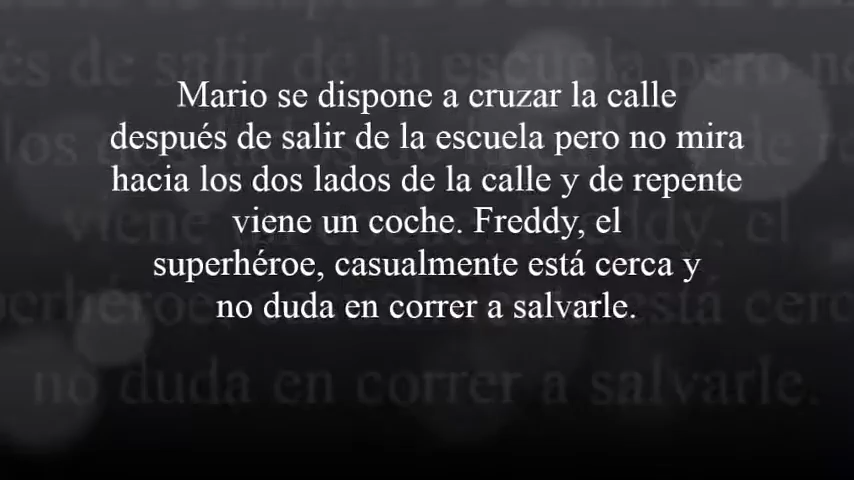 Mario se dispone a cruzar la calle
después de salir de la escuela pero no mira
hacia los dos lados de la calle y de repente
viene un coche. Freddy, el
superhéroe, casualmente está cerca y
no duda en correr a salvarle.